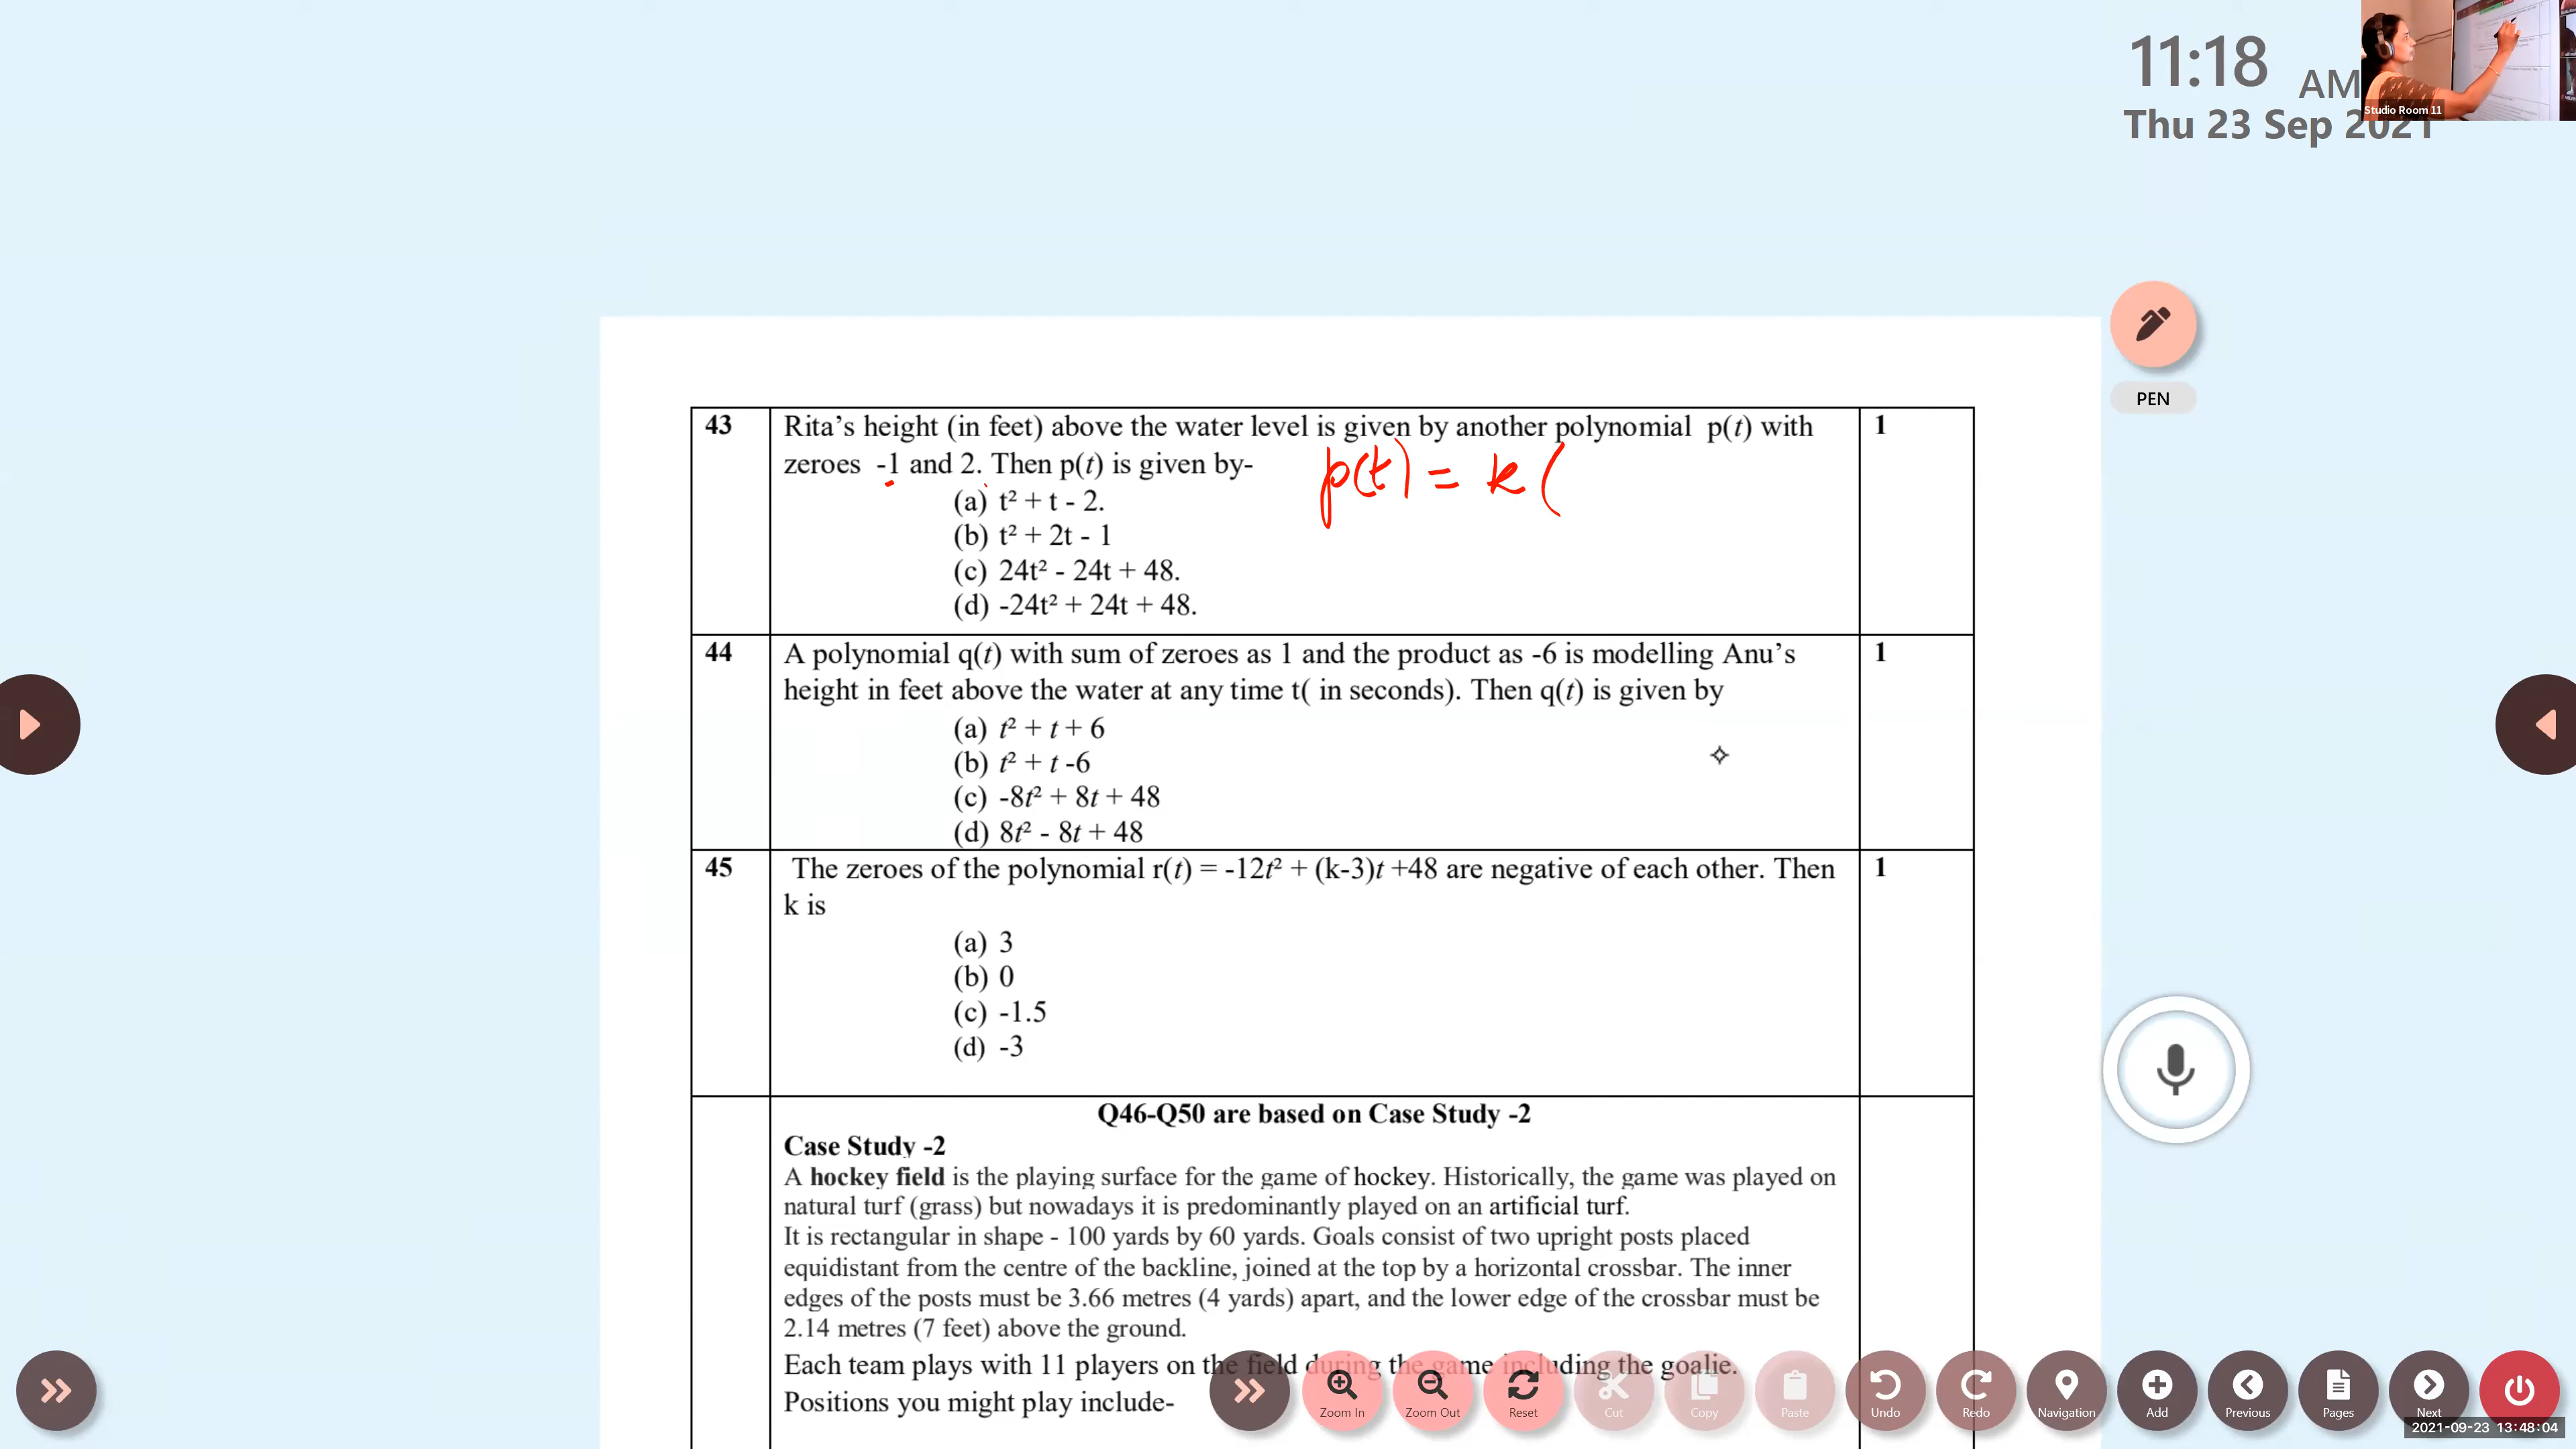 11:18 AM
Thu 23 Sep 2021
Studio Room 11
PEN
43 Rita’s height (in feet) above the water level is given by another polynomial p(t) with 1
zeroes -1 and 2. Then p(t) is given by-
p(t) = k (
(a) t² + t - 2.
(b) t² + 2t - 1
(c) 24t² - 24t + 48.
(d) -24t² + 24t + 48.
44 A polynomial q(t) with sum of zeroes as 1 and the product as -6 is modelling Anu’s 1
height in feet above the water at any time t( in seconds). Then q(t) is given by
(a) t² + t + 6
(b) t² + t -6
(c) -8t² + 8t + 48
(d) 8t² - 8t + 48
45 The zeroes of the polynomial r(t) = -12t² + (k-3)t +48 are negative of each other. Then 1
k is
(a) 3
(b) 0
(c) -1.5
(d) -3
Q46-Q50 are based on Case Study -2
Case Study -2
A hockey field is the playing surface for the game of hockey. Historically, the game was played on
natural turf (grass) but nowadays it is predominantly played on an artificial turf.
It is rectangular in shape - 100 yards by 60 yards. Goals consist of two upright posts placed
equidistant from the centre of the backline, joined at the top by a horizontal crossbar. The inner
edges of the posts must be 3.66 metres (4 yards) apart, and the lower edge of the crossbar must be
2.14 metres (7 feet) above the ground.
Each team plays with 11 players on the field during the game including the goalie.
Positions you might play include-
Zoom In Zoom Out Reset Cut Copy Paste Undo Redo Navigation Add Previous Pages Next
2021-09-23 13:48:04